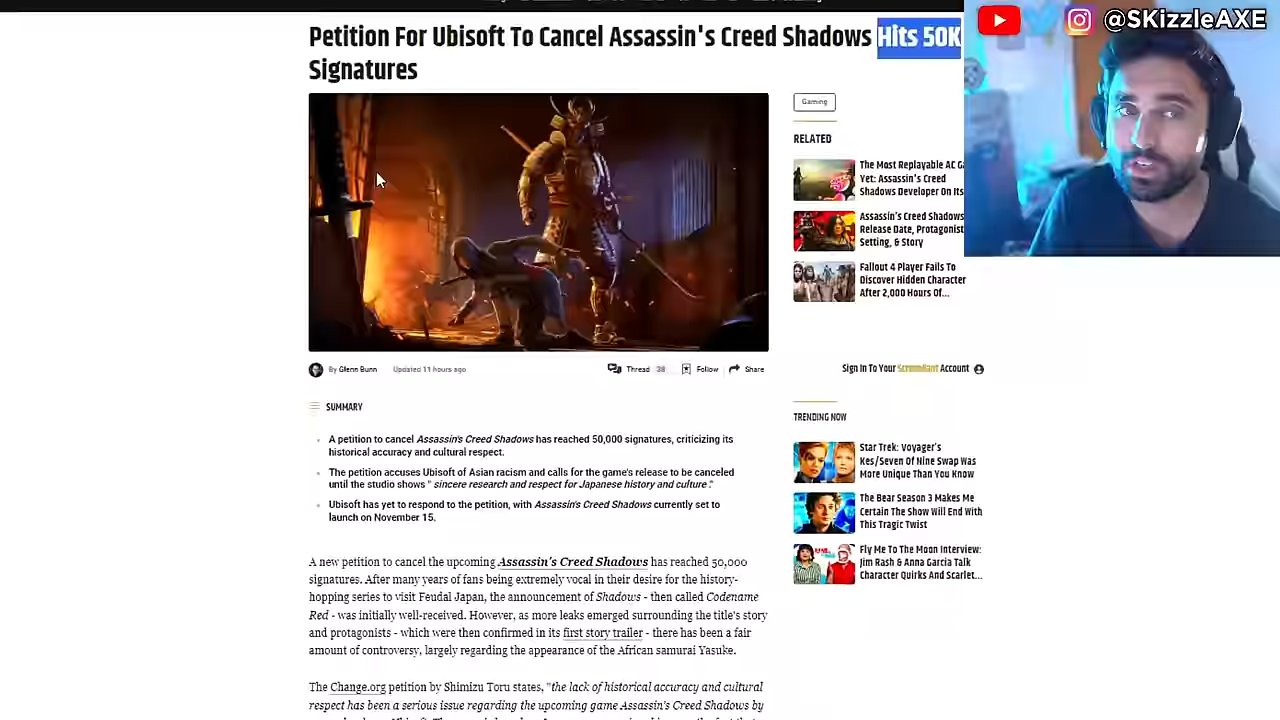 Petition For Ubisoft To Cancel Assassin's Creed Shadows Hits 50K
Signatures
@SKizzleAXE
Gaming
RELATED
The Most Replayable AC Ga
Yet: Assassin's Creed
Shadows Developer On Its
Assassin's Creed Shadows
Release Date, Protagonist
Setting, & Story
Fallout 4 Player Fails To
Discover Hidden Character
After 2,000 Hours Of...
By Glenn Bunn
Updated 11 hours ago
Thread 38
Follow
Share
Sign In To Your ScreenRant Account
SUMMARY
A petition to cancel Assassin's Creed Shadows has reached 50,000 signatures, criticizing its
historical accuracy and cultural respect.
The petition accuses Ubisoft of Asian racism and calls for the game's release to be canceled
until the studio shows " sincere research and respect for Japanese history and culture ."
Ubisoft has yet to respond to the petition, with Assassin's Creed Shadows currently set to
launch on November 15.
TRENDING NOW
Star Trek: Voyager's
Kes/Seven Of Nine Swap Was
More Unique Than You Know
The Bear Season 3 Makes Me
Certain The Show Will End With
This Tragic Twist
Fly Me To The Moon Interview:
Jim Rash & Anna Garcia Talk
Character Quirks And Scarlet...
A new petition to cancel the upcoming Assassin's Creed Shadows has reached 50,000
signatures. After many years of fans being extremely vocal in their desire for the history-
hopping series to visit Feudal Japan, the announcement of Shadows - then called Codename
Red - was initially well-received. However, as more leaks emerged surrounding the title's story
and protagonists - which were then confirmed in its first story trailer - there has been a fair
amount of controversy, largely regarding the appearance of the African samurai Yasuke.
The Change.org petition by Shimizu Toru states, "the lack of historical accuracy and cultural
respect has been a serious issue regarding the upcoming game Assassin's Creed Shadows by